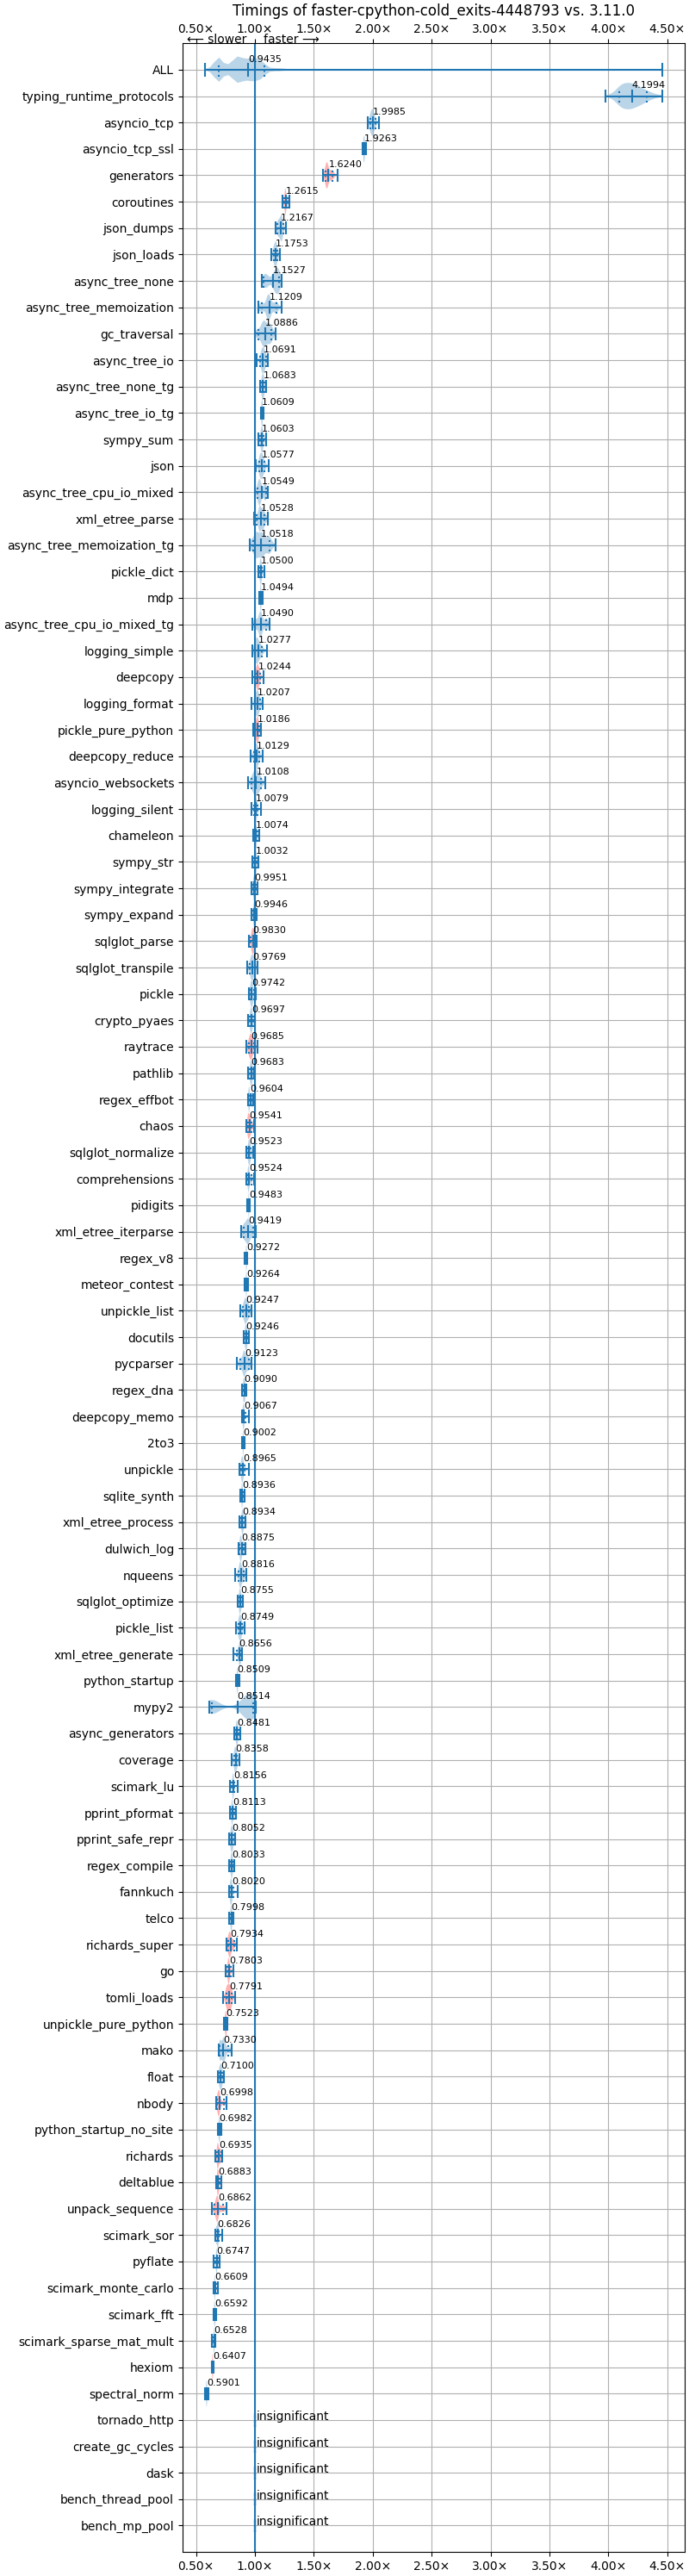 Timings of faster-cpython-cold_exits-4448793 vs. 3.11.0
0.50× 1.00× 1.50× 2.00× 2.50× 3.00× 3.50× 4.00× 4.50×
⟵ slower faster ⟶
ALL 0.9435
typing_runtime_protocols 4.1994
asyncio_tcp 1.9985
asyncio_tcp_ssl 1.9263
generators 1.6240
coroutines 1.2615
json_dumps 1.2167
json_loads 1.1753
async_tree_none 1.1527
async_tree_memoization 1.1209
gc_traversal 1.0886
async_tree_io 1.0691
async_tree_none_tg 1.0683
async_tree_io_tg 1.0609
sympy_sum 1.0603
json 1.0577
async_tree_cpu_io_mixed 1.0549
xml_etree_parse 1.0528
async_tree_memoization_tg 1.0518
pickle_dict 1.0500
mdp 1.0494
async_tree_cpu_io_mixed_tg 1.0490
logging_simple 1.0277
deepcopy 1.0244
logging_format 1.0207
pickle_pure_python 1.0186
deepcopy_reduce 1.0129
asyncio_websockets 1.0108
logging_silent 1.0079
chameleon 1.0074
sympy_str 1.0032
sympy_integrate 0.9951
sympy_expand 0.9946
sqlglot_parse 0.9830
sqlglot_transpile 0.9769
pickle 0.9742
crypto_pyaes 0.9697
raytrace 0.9685
pathlib 0.9683
regex_effbot 0.9604
chaos 0.9541
sqlglot_normalize 0.9523
comprehensions 0.9524
pidigits 0.9483
xml_etree_iterparse 0.9419
regex_v8 0.9272
meteor_contest 0.9264
unpickle_list 0.9247
docutils 0.9246
pycparser 0.9123
regex_dna 0.9090
deepcopy_memo 0.9067
2to3 0.9002
unpickle 0.8965
sqlite_synth 0.8936
xml_etree_process 0.8934
dulwich_log 0.8875
nqueens 0.8816
sqlglot_optimize 0.8755
pickle_list 0.8749
xml_etree_generate 0.8656
python_startup 0.8509
mypy2 0.8514
async_generators 0.8481
coverage 0.8358
scimark_lu 0.8156
pprint_pformat 0.8113
pprint_safe_repr 0.8052
regex_compile 0.8033
fannkuch 0.8020
telco 0.7998
richards_super 0.7934
go 0.7803
tomli_loads 0.7791
unpickle_pure_python 0.7523
mako 0.7330
float 0.7100
nbody 0.6998
python_startup_no_site 0.6982
richards 0.6935
deltablue 0.6883
unpack_sequence 0.6862
scimark_sor 0.6826
pyflate 0.6747
scimark_monte_carlo 0.6609
scimark_fft 0.6592
scimark_sparse_mat_mult 0.6528
hexiom 0.6407
spectral_norm 0.5901
tornado_http insignificant
create_gc_cycles insignificant
dask insignificant
bench_thread_pool insignificant
bench_mp_pool insignificant
0.50× 1.00× 1.50× 2.00× 2.50× 3.00× 3.50× 4.00× 4.50×